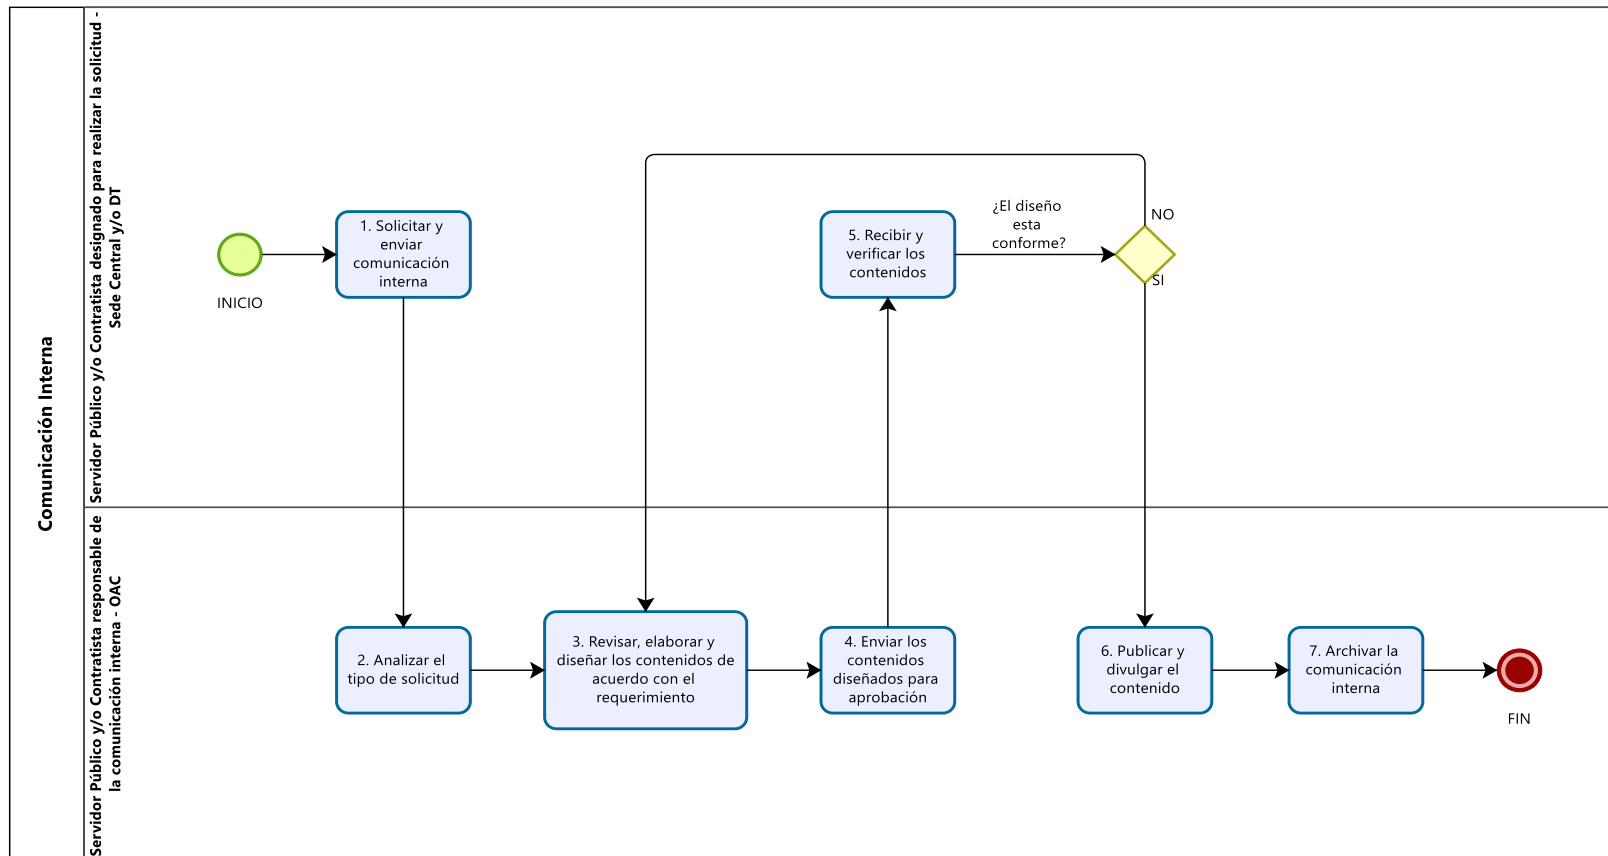 Comunicación Interna
Servidor Público y/o Contratista designado para realizar la solicitud -
Sede Central y/o DT
INICIO
1. Solicitar y
enviar
comunicación
interna
5. Recibir y
verificar los
contenidos
¿El diseño
esta
conforme?
NO
SI
Servidor Público y/o Contratista responsable de
la comunicación interna - OAC
2. Analizar el
tipo de solicitud
3. Revisar, elaborar y
diseñar los contenidos de
acuerdo con el
requerimiento
4. Enviar los
contenidos
diseñados para
aprobación
6. Publicar y
divulgar el
contenido
7. Archivar la
comunicación
interna
FIN